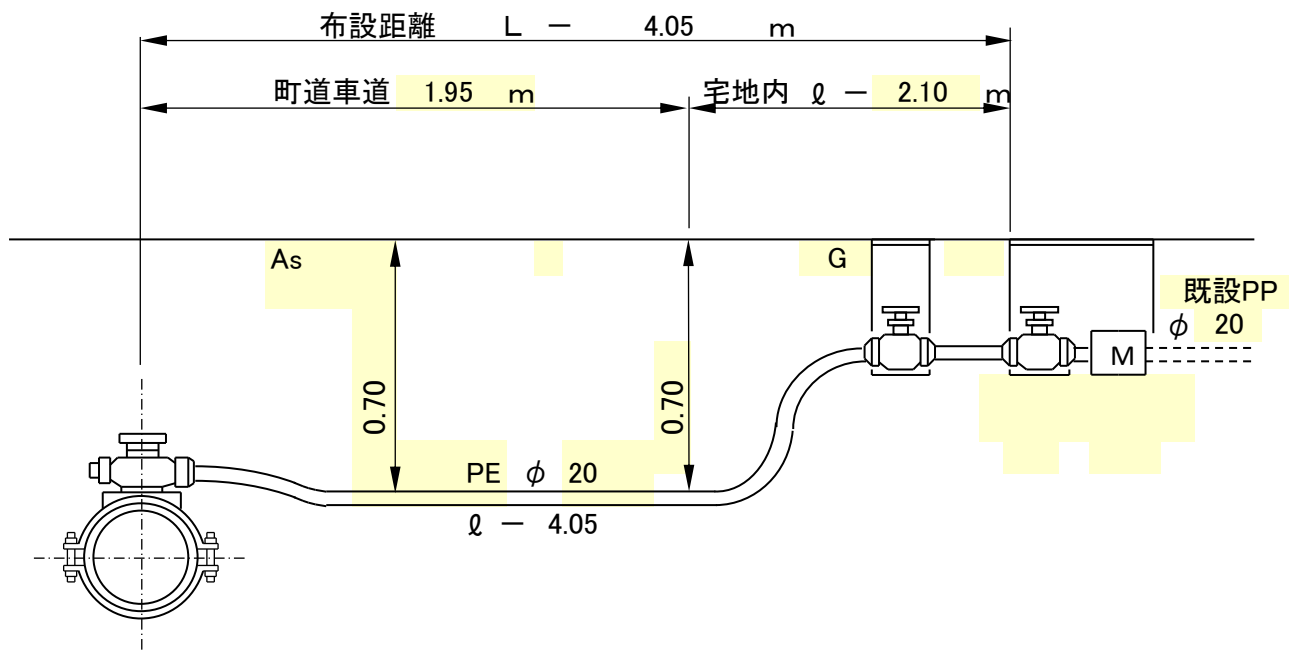 布設距離 L － 4.05 m
町道車道 1.95 m
宅地内 ℓ － 2.10 m
As
G
既設PP
φ 20
M
0.70
0.70
PE φ 20
ℓ － 4.05